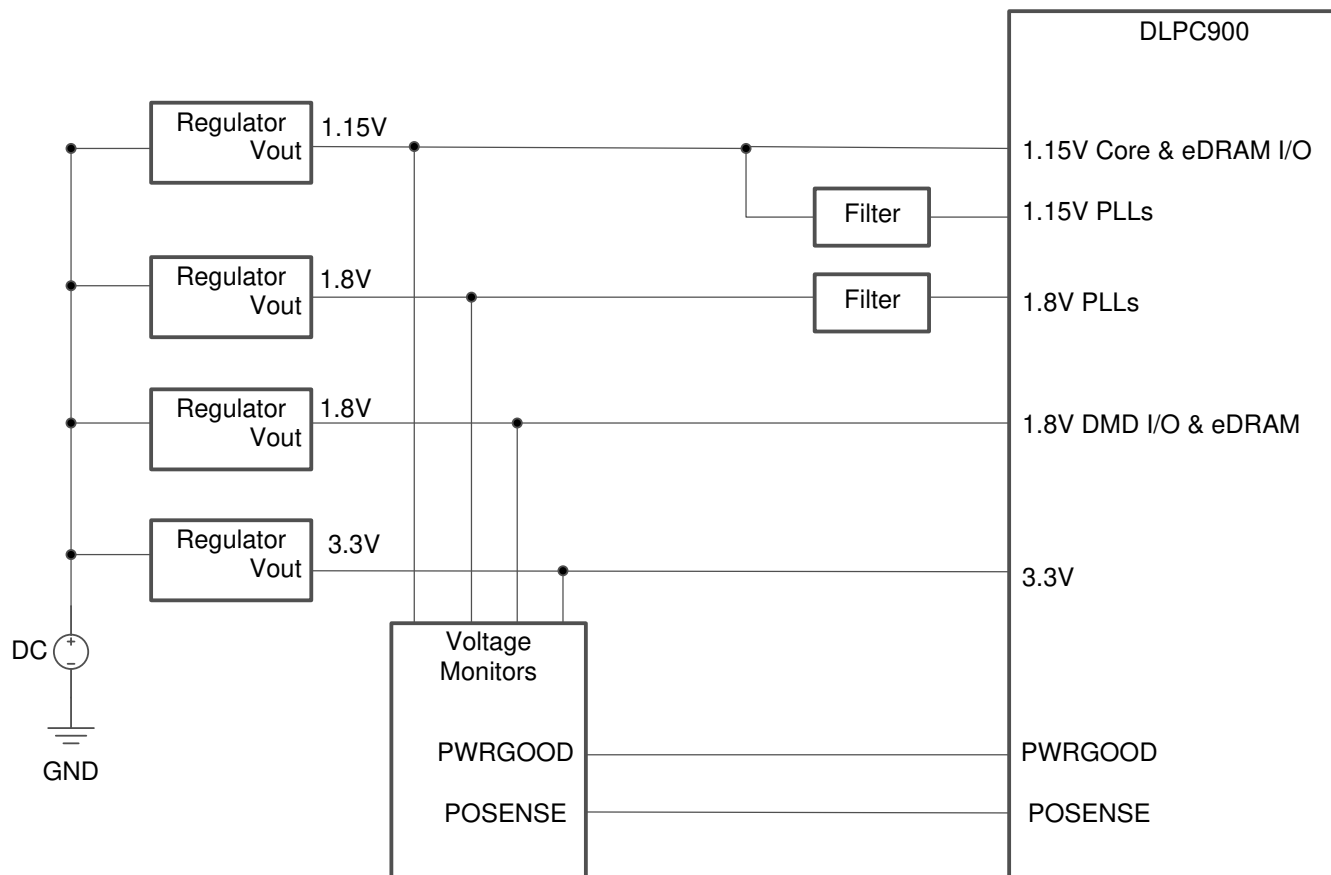 DLPC900
Regulator
Vout
1.15V
1.15V Core & eDRAM I/O
Filter
1.15V PLLs
Regulator
Vout
1.8V
Filter
1.8V PLLs
Regulator
Vout
1.8V
1.8V DMD I/O & eDRAM
Regulator
Vout
3.3V
3.3V
DC
+
−
GND
Voltage
Monitors
PWRGOOD
PWRGOOD
POSENSE
POSENSE